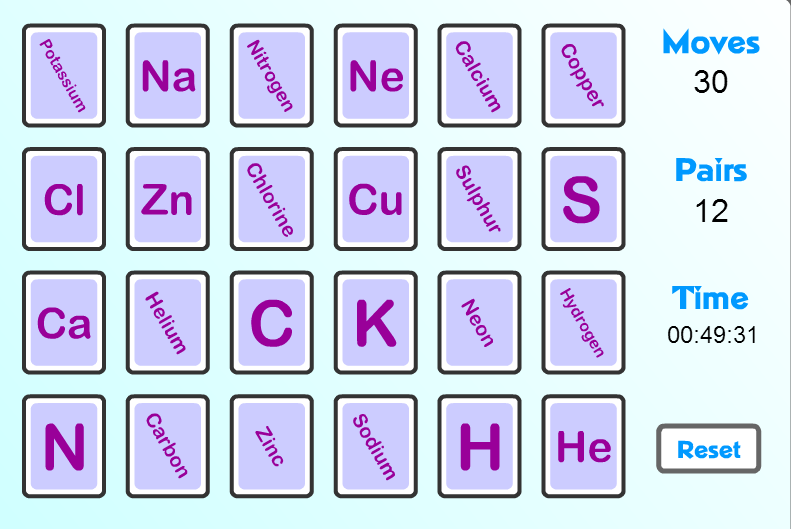 Potassium Na Nitrogen Ne Calcium Copper
Cl Zn Chlorine Cu Sulphur S
Ca Helium C K Neon Hydrogen
N Carbon Zinc Sodium H He
Moves
30
Pairs
12
Time
00:49:31
Reset